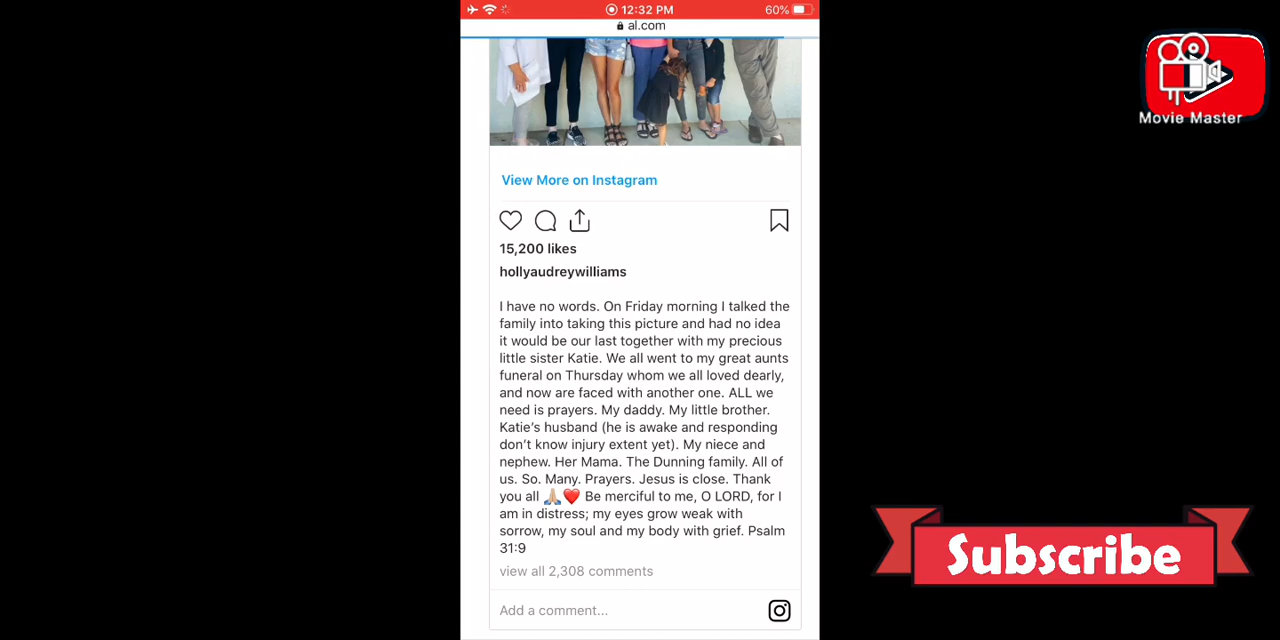 12:32 PM
60%
al.com
Movie Master
View More on Instagram
15,200 likes
hollyaudreywilliams
I have no words. On Friday morning I talked the
family into taking this picture and had no idea
it would be our last together with my precious
little sister Katie. We all went to my great aunts
funeral on Thursday whom we all loved dearly,
and now are faced with another one. ALL we
need is prayers. My daddy. My little brother.
Katie’s husband (he is awake and responding
don’t know injury extent yet). My niece and
nephew. Her Mama. The Dunning family. All of
us. So. Many. Prayers. Jesus is close. Thank
you all 🙏🏼❤️ Be merciful to me, O LORD, for I
am in distress; my eyes grow weak with
sorrow, my soul and my body with grief. Psalm
31:9
view all 2,308 comments
Add a comment...
Subscribe